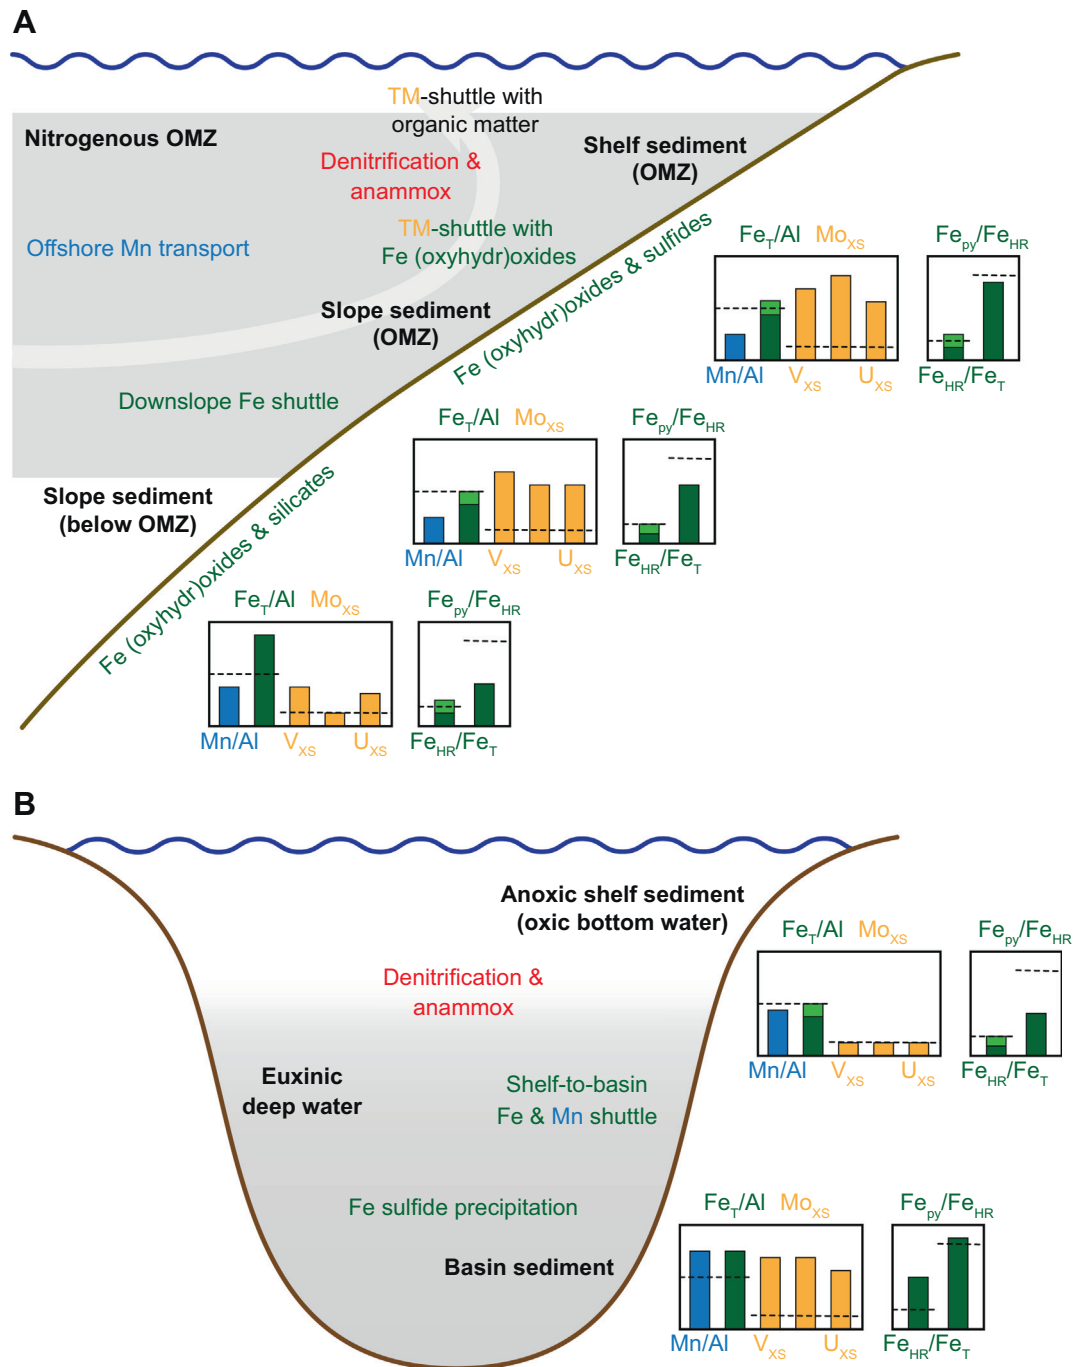 A
TM-shuttle with
organic matter
Nitrogenous OMZ
Denitrification &
anammox
Shelf sediment
(OMZ)
Offshore Mn transport
TM-shuttle with
Fe (oxyhydr)oxides
Fe (oxyhydr)oxides & sulfides
FeT/Al MoXS
Fepy/FeHR
Mn/Al VXS UXS
FeHR/FeT
Slope sediment
(OMZ)
Downslope Fe shuttle
FeT/Al MoXS
Fepy/FeHR
Mn/Al VXS UXS
FeHR/FeT
Slope sediment
(below OMZ)
Fe (oxyhydr)oxides & silicates
FeT/Al MoXS
Fepy/FeHR
Mn/Al VXS UXS
FeHR/FeT
B
Anoxic shelf sediment
(oxic bottom water)
Denitrification &
anammox
FeT/Al MoXS
Fepy/FeHR
Mn/Al VXS UXS
FeHR/FeT
Euxinic
deep water
Shelf-to-basin
Fe & Mn shuttle
Fe sulfide precipitation
Basin sediment
FeT/Al MoXS
Fepy/FeHR
Mn/Al VXS UXS
FeHR/FeT